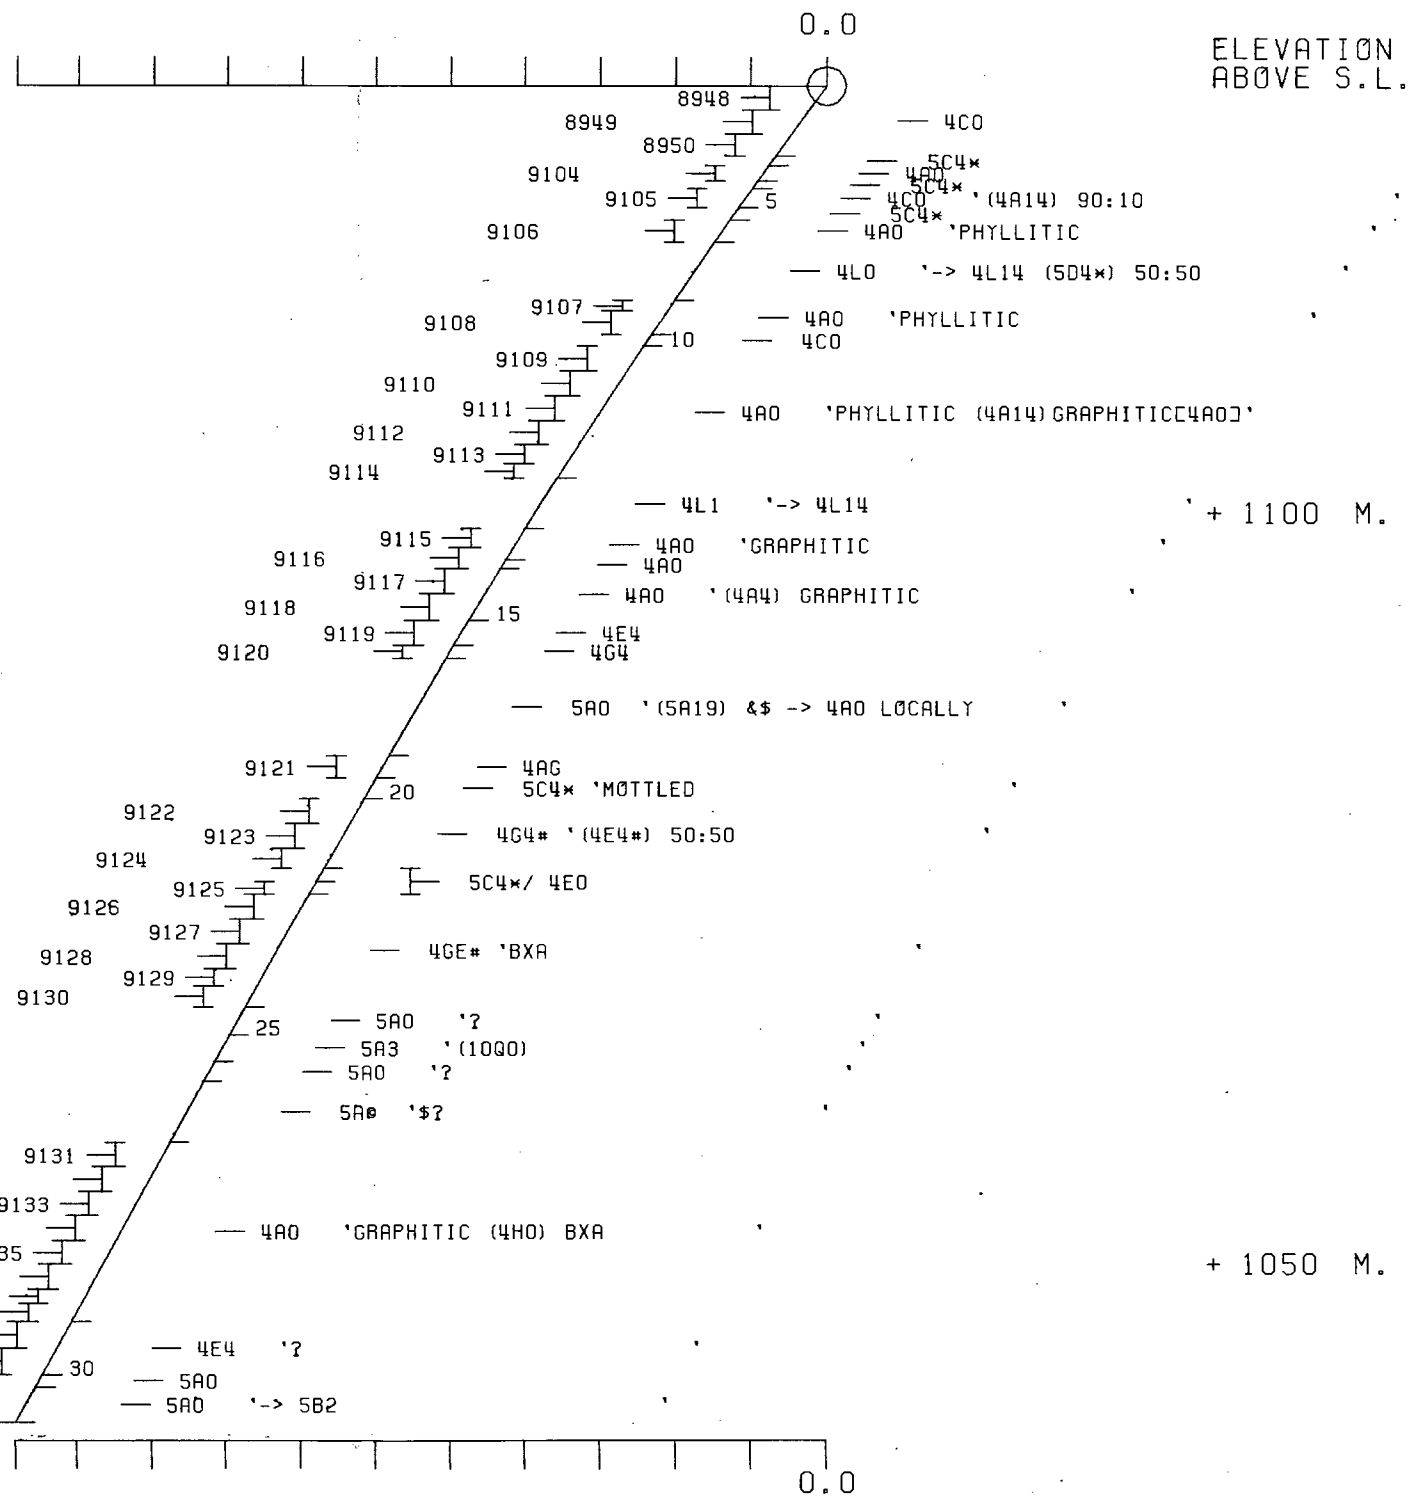 0.0
ELEVATION
ABOVE S.L.
8948
8949
4C0
8950
5C4*
9104
4A0
5C4*
9105
5
4C0 '(4A14) 90:10
5C4*
9106
4A0 'PHYLLITIC
4L0 '-> 4L14 (5D4*) 50:50
9107
9108
4A0 'PHYLLITIC
10
4C0
9109
9110
9111
4A0 'PHYLLITIC (4A14)GRAPHITIC[4A0]'
9112
9113
9114
4L1 '-> 4L14
+ 1100 M.
9115
4A0 'GRAPHITIC
9116
4A0
9117
4A0 '(4A4) GRAPHITIC
9118
15
9119
4E4
9120
4G4
5A0 '(5A19) &$ -> 4A0 LOCALLY
9121
4AG
5C4* 'MOTTLED
20
9122
9123
4G4# '(4E4#) 50:50
9124
9125
5C4*/ 4E0
9126
9127
4GE# 'BXA
9128
9129
9130
5A0 '?
25
5A3 '(10Q0)
5A0 '?
'$?
9131
9133
4A0 'GRAPHITIC (4H0) BXA
35
+ 1050 M.
4E4 '?
30
5A0
5A0 '-> 5B2
0.0